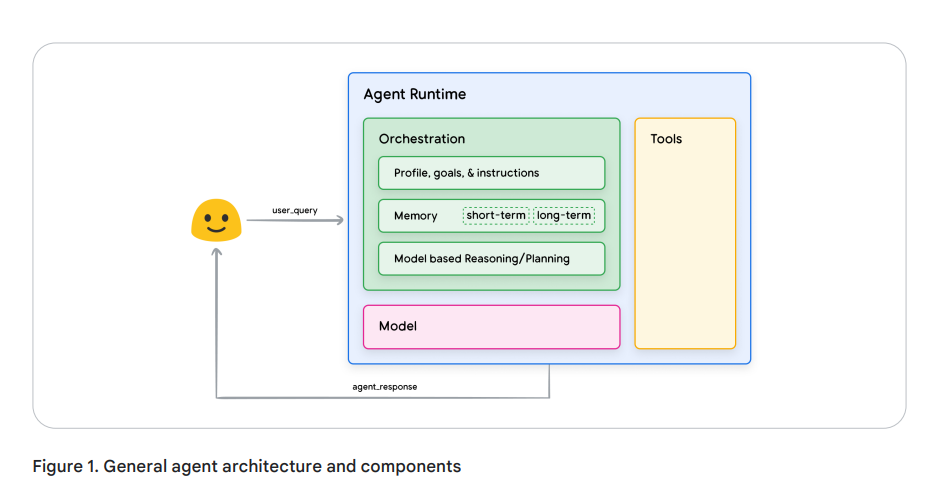 Agent Runtime
Orchestration
Tools
Profile, goals, & instructions
user_query
Memory short-term long-term
Model based Reasoning/Planning
Model
agent_response
Figure 1. General agent architecture and components